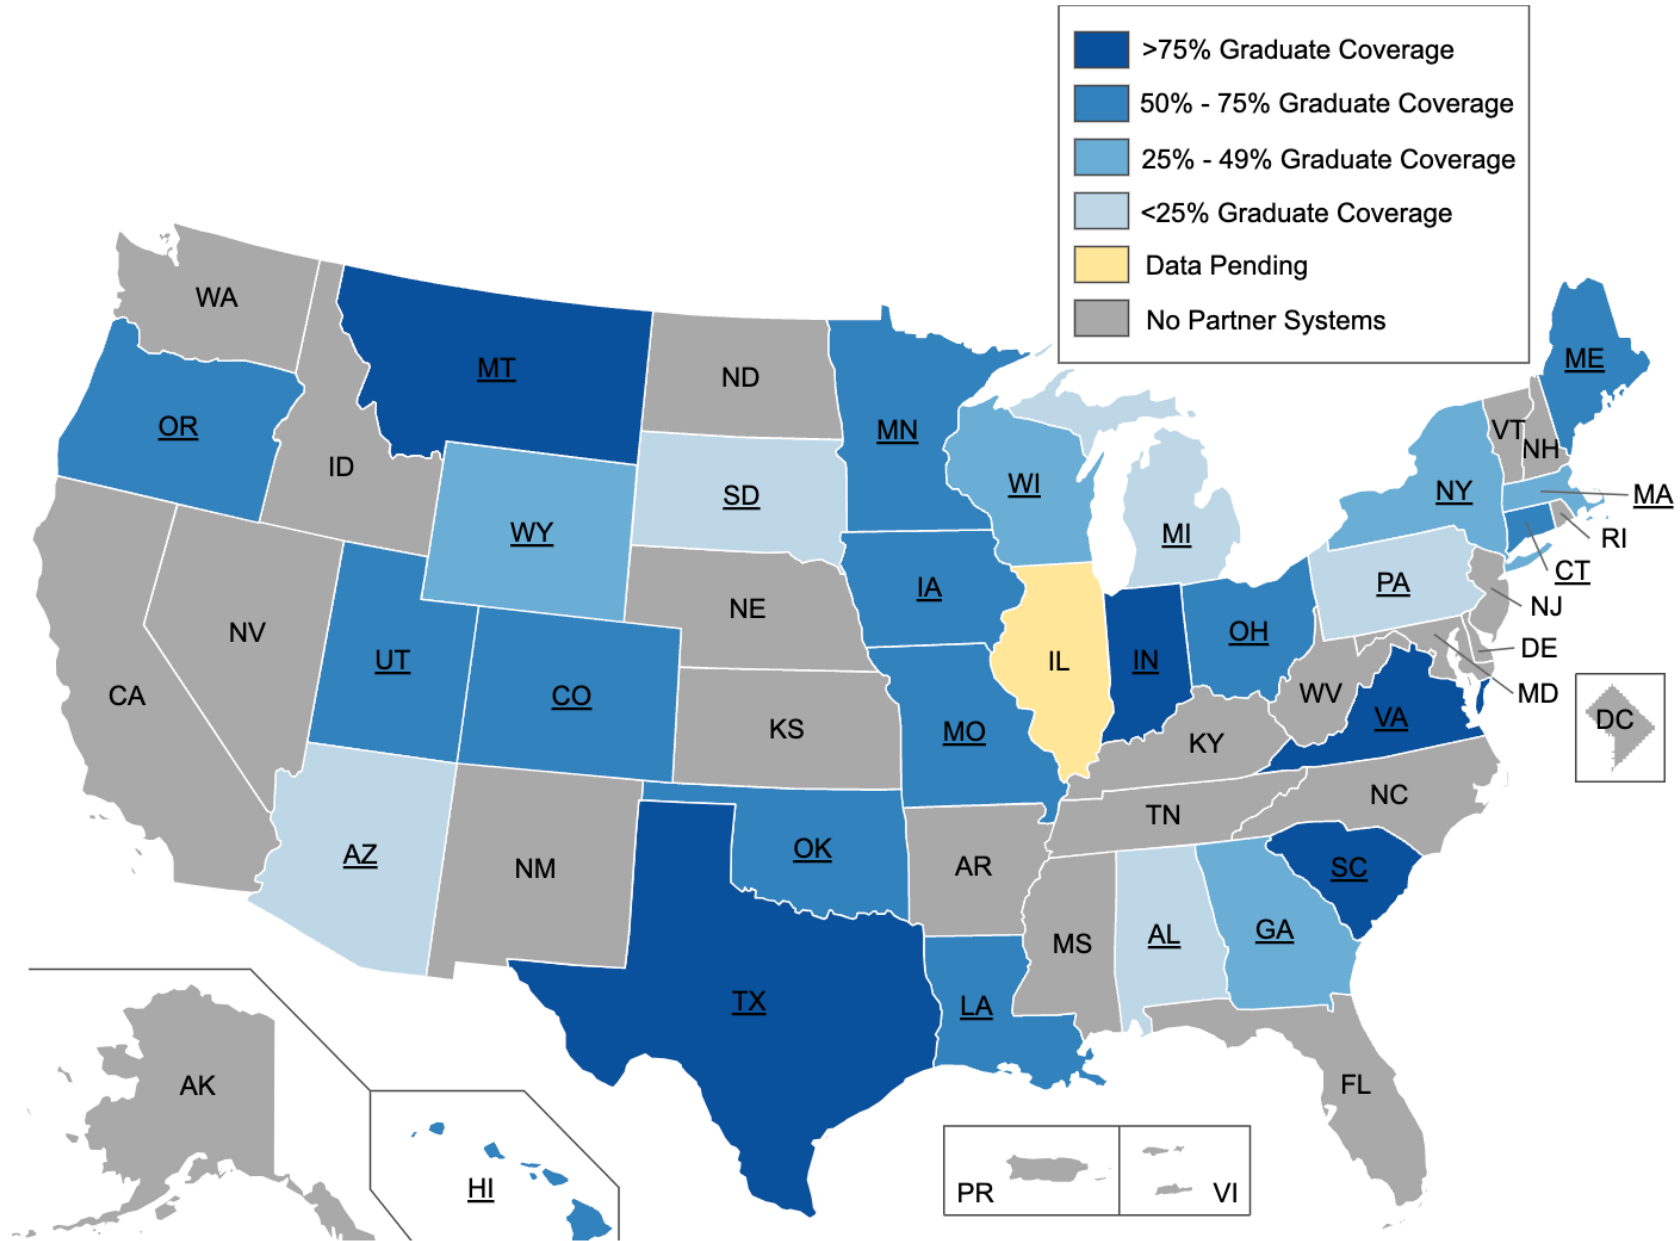 >75% Graduate Coverage
50% - 75% Graduate Coverage
25% - 49% Graduate Coverage
<25% Graduate Coverage
Data Pending
No Partner Systems
WA
MT
ND
MN
ME
OR
ID
SD
WI
VT
NH
NY
MA
WY
MI
RI
CT
NV
UT
NE
IA
PA
NJ
CA
CO
KS
MO
IL
IN
OH
WV
VA
DE
MD
DC
KY
NC
TN
AZ
NM
OK
AR
SC
MS
AL
GA
TX
LA
FL
AK
HI
PR
VI